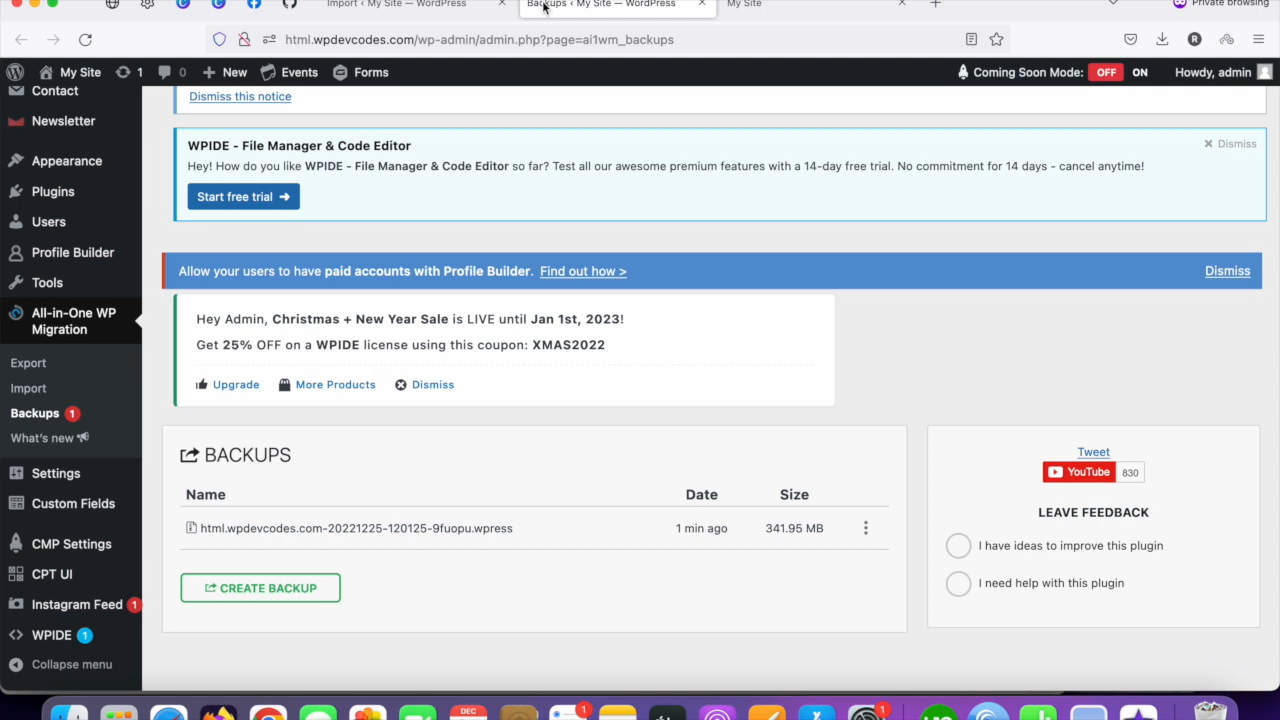 Import ‹ My Site — WordPress
Backups ‹ My Site — WordPress
My Site
Private browsing
html.wpdevcodes.com/wp-admin/admin.php?page=ai1wm_backups
R
My Site
1
0
New
Events
Forms
Coming Soon Mode:
OFF
ON
Howdy, admin
Contact
Newsletter
Appearance
Plugins
Users
Profile Builder
Tools
All-in-One WP
Migration
Export
Import
Backups 1
What's new
Settings
Custom Fields
CMP Settings
CPT UI
Instagram Feed 1
WPIDE 1
Collapse menu
Dismiss this notice
WPIDE - File Manager & Code Editor
Dismiss
Hey! How do you like WPIDE - File Manager & Code Editor so far? Test all our awesome premium features with a 14-day free trial. No commitment for 14 days - cancel anytime!
Start free trial ➔
Allow your users to have paid accounts with Profile Builder. Find out how >
Dismiss
Hey Admin, Christmas + New Year Sale is LIVE until Jan 1st, 2023!
Get 25% OFF on a WPIDE license using this coupon: XMAS2022
Upgrade
More Products
Dismiss
BACKUPS
Name Date Size
html.wpdevcodes.com-20221225-120125-9fuopu.wpress 1 min ago 341.95 MB
CREATE BACKUP
Tweet
YouTube 830
LEAVE FEEDBACK
I have ideas to improve this plugin
I need help with this plugin
DEC
1
1